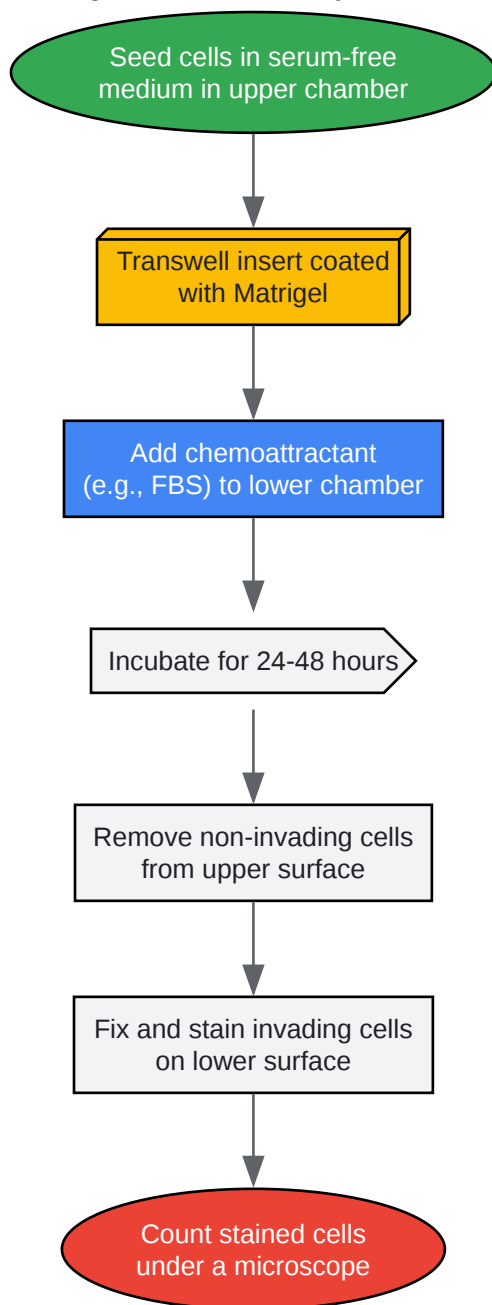 Seed cells in serum-free
medium in upper chamber
Transwell insert coated
with Matrigel
Add chemoattractant
(e.g., FBS) to lower chamber
Incubate for 24-48 hours
Remove non-invading cells
from upper surface
Fix and stain invading cells
on lower surface
Count stained cells
under a microscope